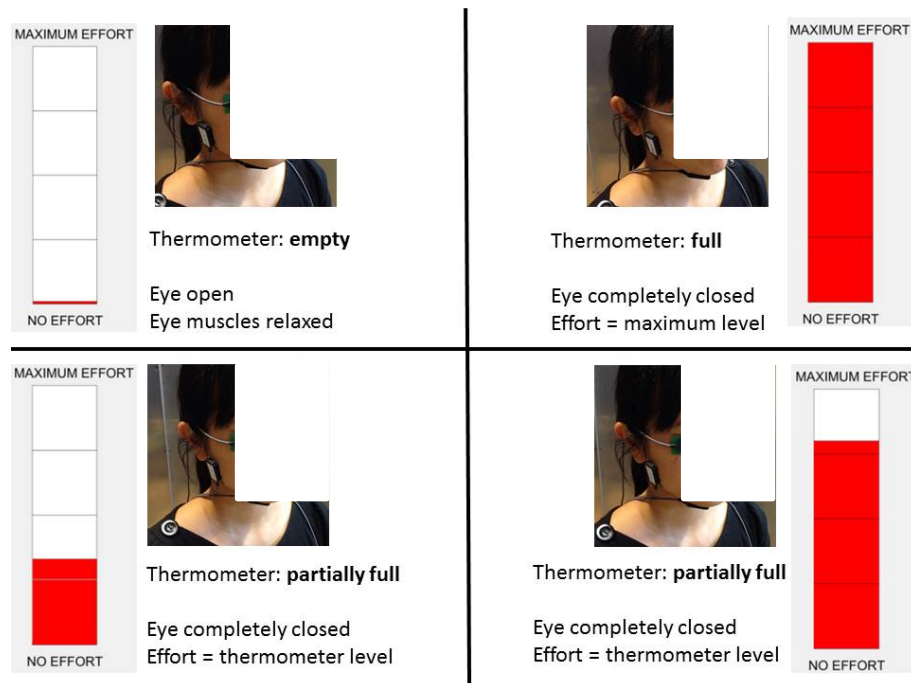 MAXIMUM EFFORT
NO EFFORT
Thermometer: empty
Eye open
Eye muscles relaxed
MAXIMUM EFFORT
NO EFFORT
Thermometer: full
Eye completely closed
Effort = maximum level
MAXIMUM EFFORT
NO EFFORT
Thermometer: partially full
Eye completely closed
Effort = thermometer level
MAXIMUM EFFORT
NO EFFORT
Thermometer: partially full
Eye completely closed
Effort = thermometer level